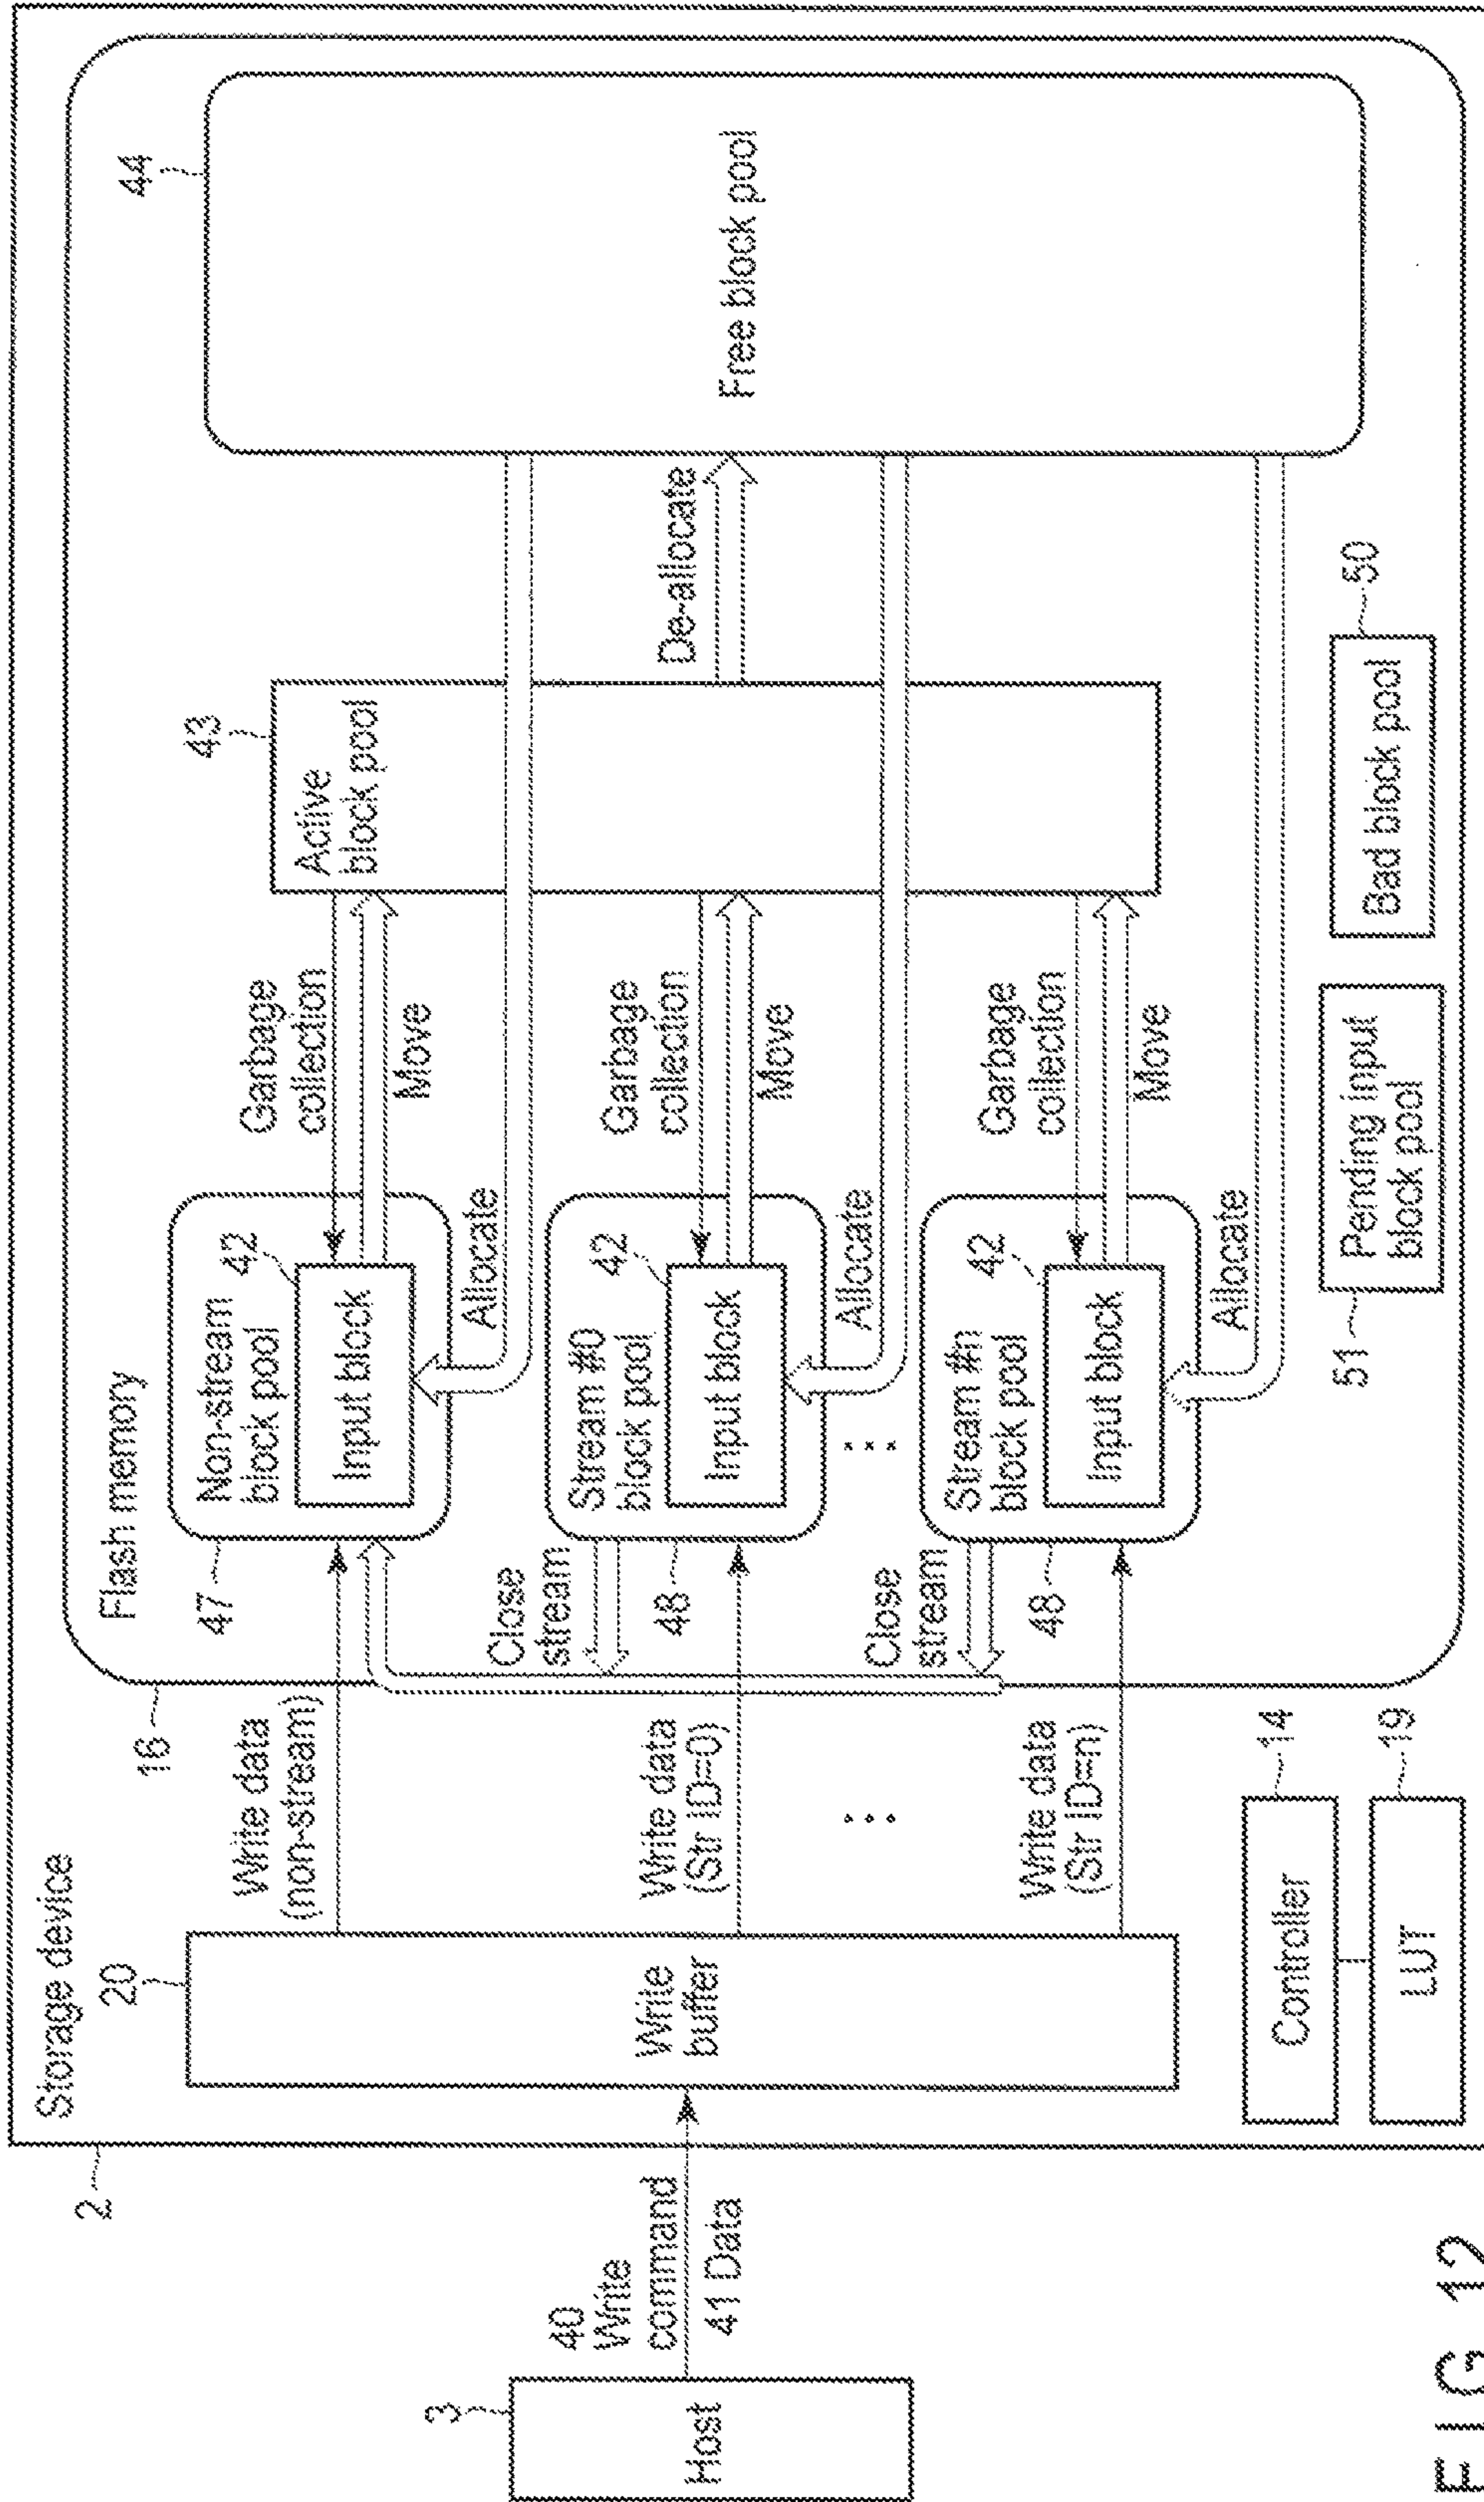 Storage device
2
Flash memory
16
3
Host
40
Write
command
41 Data
20
Write
buffer
Write data
(non-stream)
Write data
(Str ID=0)
...
Write data
(Str ID=n)
Controller
14
LUT
19
47
Non-stream
block pool
42
Input block
Close
stream
48
Stream #0
block pool
42
Input block
...
Close
stream
48
Stream #n
block pool
42
Input block
Garbage
collection
Move
Allocate
Garbage
collection
Move
Allocate
Garbage
collection
Move
Allocate
43
Active
block pool
De-allocate
44
Free block pool
51
Pending input
block pool
Bad block pool
50
FIG. 12